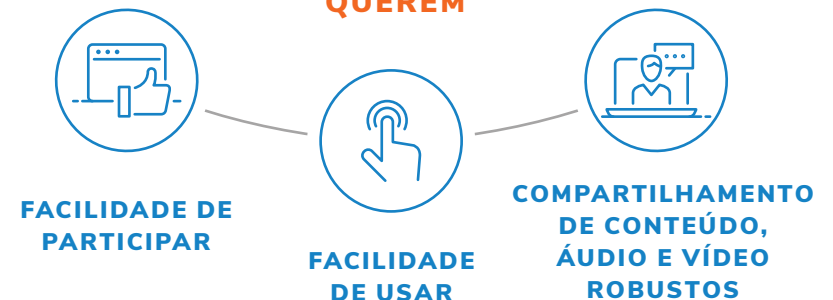 QUEREM
FACILIDADE DE
PARTICIPAR
FACILIDADE
DE USAR
COMPARTILHAMENTO
DE CONTEÚDO,
ÁUDIO E VÍDEO
ROBUSTOS